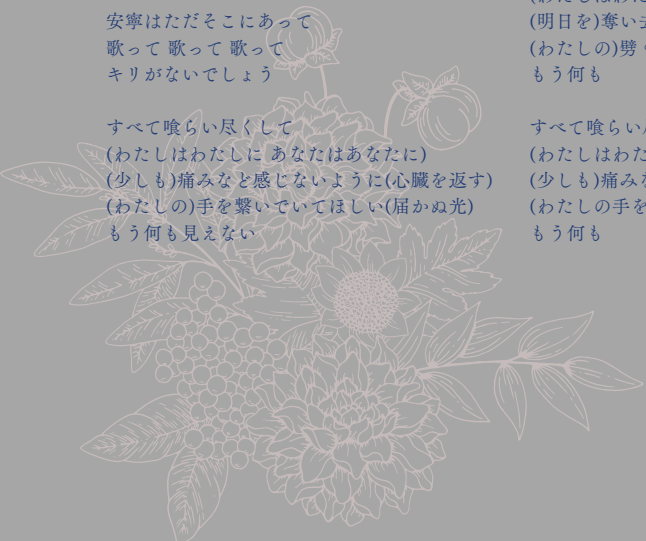 安寧はただそこにあって
歌って 歌って 歌って
キリがないでしょう
すべて喰らい尽くして
(わたしはわたしに あなたはあなたに)
(少しも)痛みなど感じないように(心臓を返す)
(わたしの)手を繋いでいてほしい(届かぬ光)
もう何も見えない
(明日を)奪い
(わたしの)劈
もう何も
すべて喰らい
(わたしはわた
(少しも)痛み
(わたしの手を
もう何も